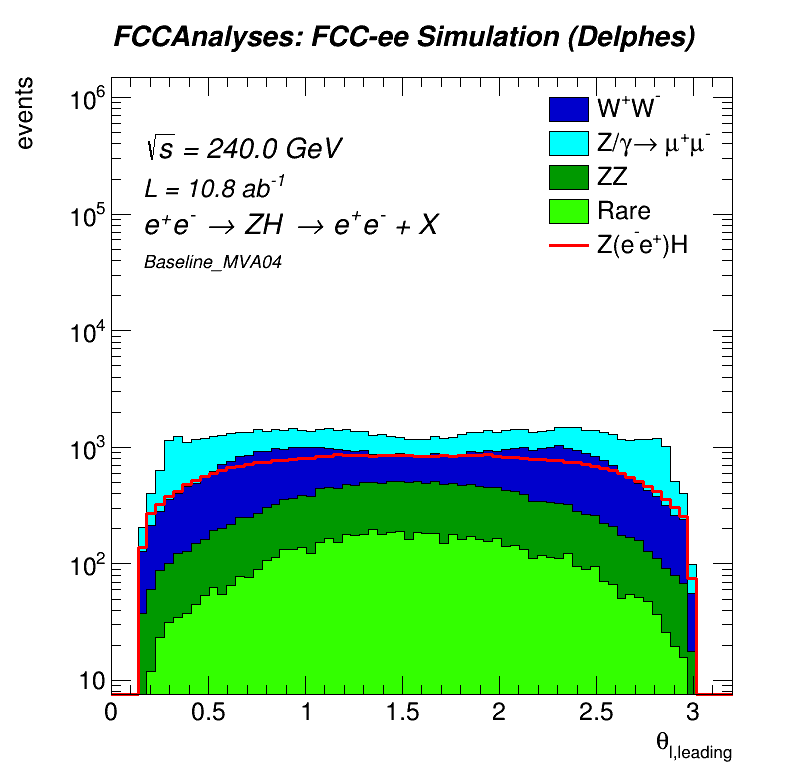 FCCAnalyses: FCC-ee Simulation (Delphes)
events
10⁶
10⁵
10⁴
10³
10²
10
√s = 240.0 GeV
L = 10.8 ab⁻¹
e⁺e⁻ → ZH → e⁺e⁻ + X
Baseline_MVA04
W⁺W⁻
Z/γ→ μ⁺μ⁻
ZZ
Rare
Z(e⁻e⁺)H
0 0.5 1 1.5 2 2.5 3
θ_l,leading